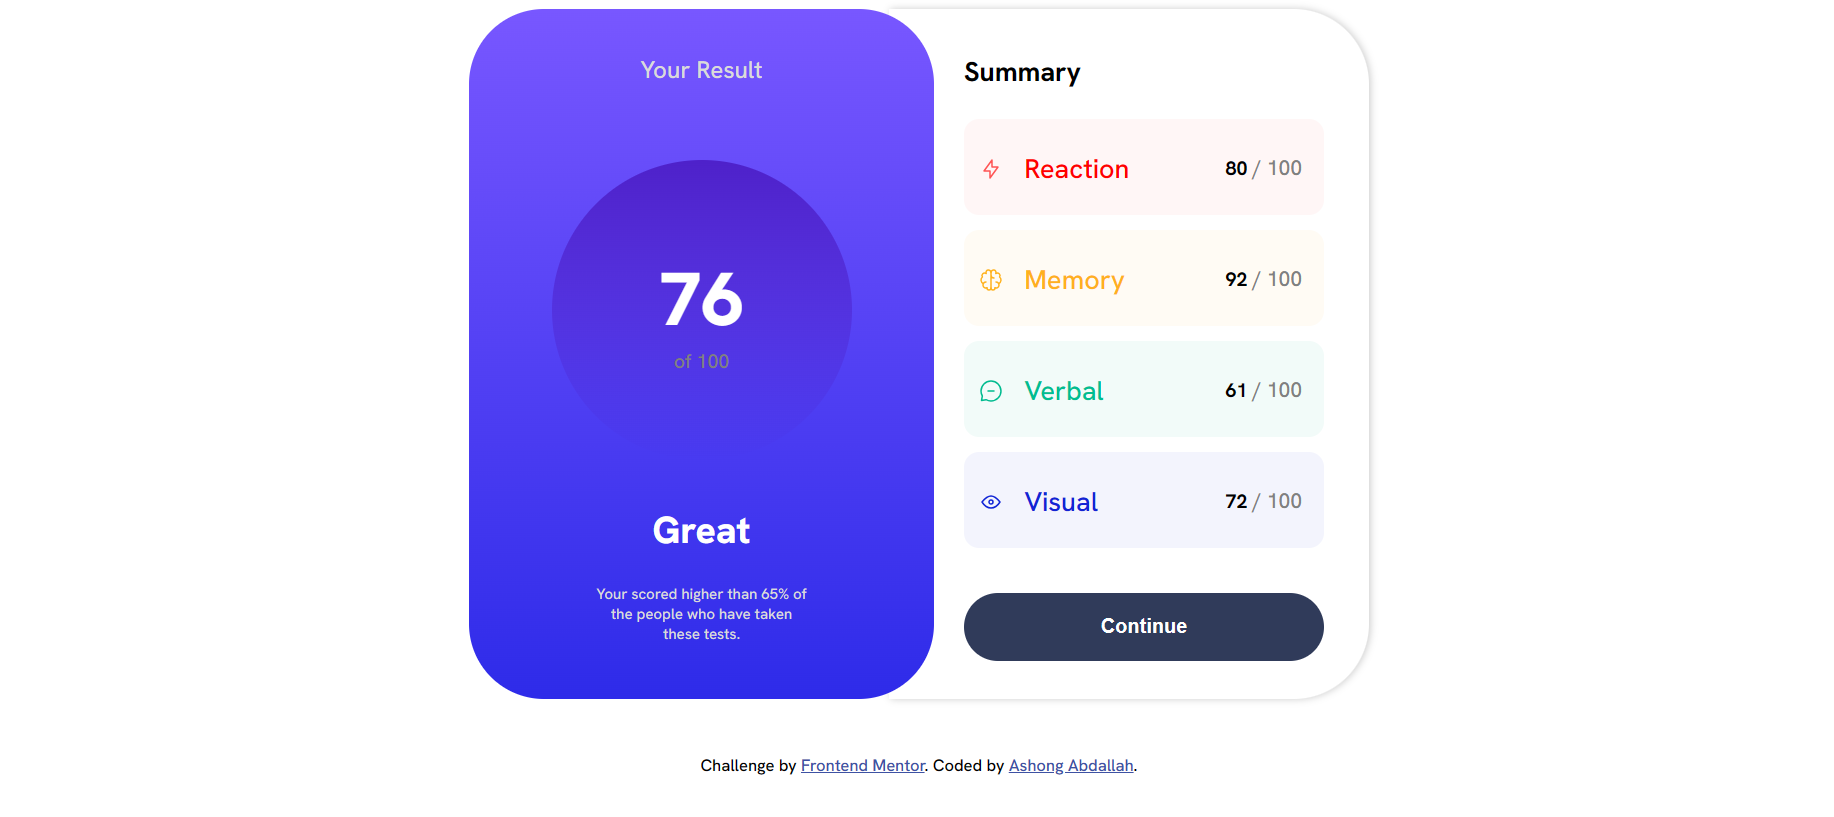 Your Result
76
of 100
Great
Your scored higher than 65% of
the people who have taken
these tests.
Summary
Reaction 80 / 100
Memory 92 / 100
Verbal 61 / 100
Visual 72 / 100
Continue
Challenge by Frontend Mentor. Coded by Ashong Abdallah.